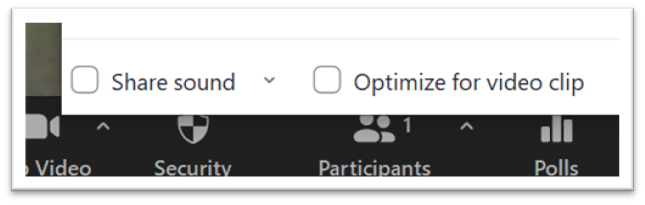 Share sound Optimize for video clip
1
Video Security Participants Polls